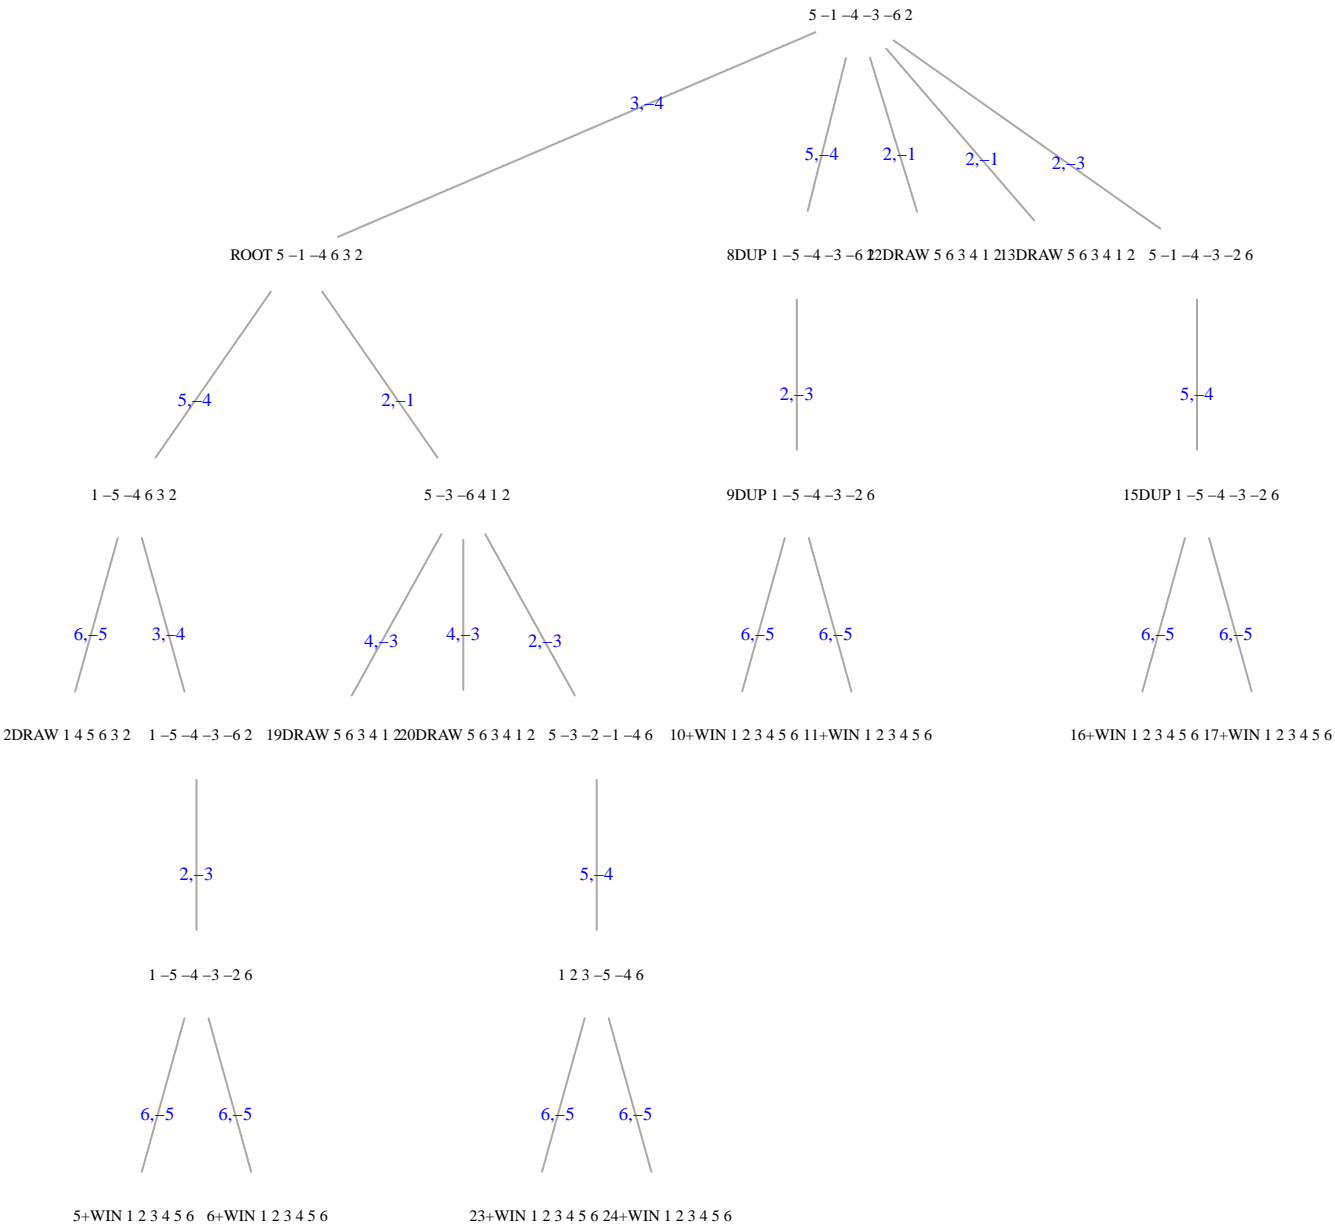 5 –1 –4 –3 –6 2
3,–4
5,–4 2,–1 2,–1 2,–3
ROOT 5 –1 –4 6 3 2 8DUP 1 –5 –4 –3 –6 2 12DRAW 5 6 3 4 1 2 13DRAW 5 6 3 4 1 2 5 –1 –4 –3 –2 6
5,–4 2,–1 2,–3 5,–4
1 –5 –4 6 3 2 5 –3 –6 4 1 2 9DUP 1 –5 –4 –3 –2 6 15DUP 1 –5 –4 –3 –2 6
6,–5 3,–4 4,–3 4,–3 2,–3 6,–5 6,–5 6,–5 6,–5
2DRAW 1 4 5 6 3 2 1 –5 –4 –3 –6 2 19DRAW 5 6 3 4 1 2 20DRAW 5 6 3 4 1 2 5 –3 –2 –1 –4 6 10+WIN 1 2 3 4 5 6 11+WIN 1 2 3 4 5 6 16+WIN 1 2 3 4 5 6 17+WIN 1 2 3 4 5 6
2,–3 5,–4
1 –5 –4 –3 –2 6 1 2 3 –5 –4 6
6,–5 6,–5 6,–5 6,–5
5+WIN 1 2 3 4 5 6 6+WIN 1 2 3 4 5 6 23+WIN 1 2 3 4 5 6 24+WIN 1 2 3 4 5 6